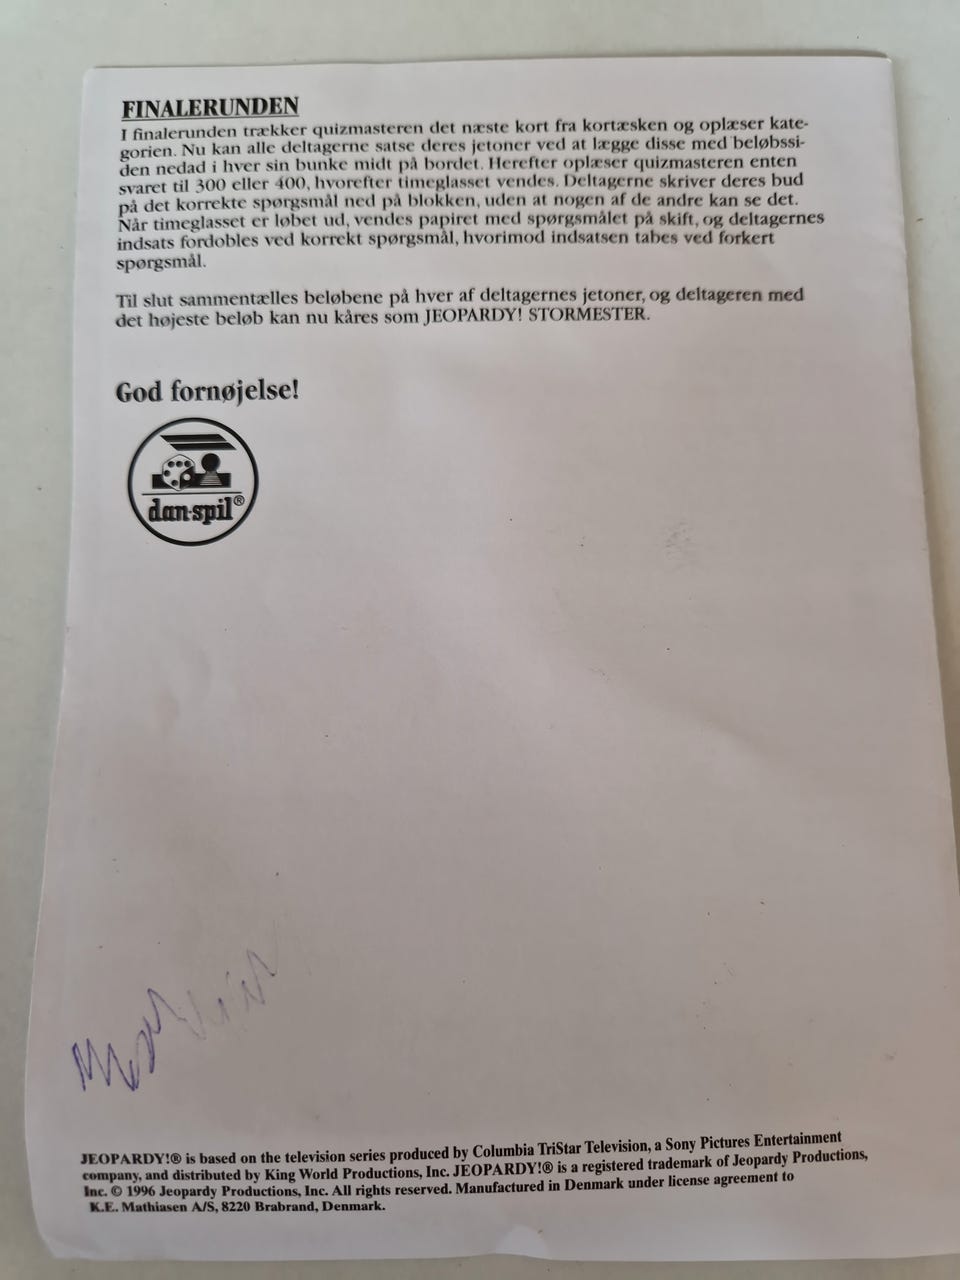 FINALERUNDEN
I finalerunden trækker quizmasteren det næste kort fra kortæsken og oplæser kate-
gorien. Nu kan alle deltagerne satse deres jetoner ved at lægge disse med beløbssi-
den nedad i hver sin bunke midt på bordet. Herefter oplæser quizmasteren enten
svaret til 300 eller 400, hvorefter timeglasset vendes. Deltagerne skriver deres bud
på det korrekte spørgsmål ned på blokken, uden at nogen af de andre kan se det.
Når timeglasset er løbet ud, vendes papiret med spørgsmålet på skift, og deltagernes
indsats fordobles ved korrekt spørgsmål, hvorimod indsatsen tabes ved forkert
spørgsmål.
Til slut sammentælles beløbene på hver af deltagernes jetoner, og deltageren med
det højeste beløb kan nu kåres som JEOPARDY! STORMESTER.
God fornøjelse!
dan-spil®
JEOPARDY!® is based on the television series produced by Columbia TriStar Television, a Sony Pictures Entertainment
company, and distributed by King World Productions, Inc. JEOPARDY!® is a registered trademark of Jeopardy Productions,
Inc. © 1996 Jeopardy Productions, Inc. All rights reserved. Manufactured in Denmark under license agreement to
K.E. Mathiasen A/S, 8220 Brabrand, Denmark.